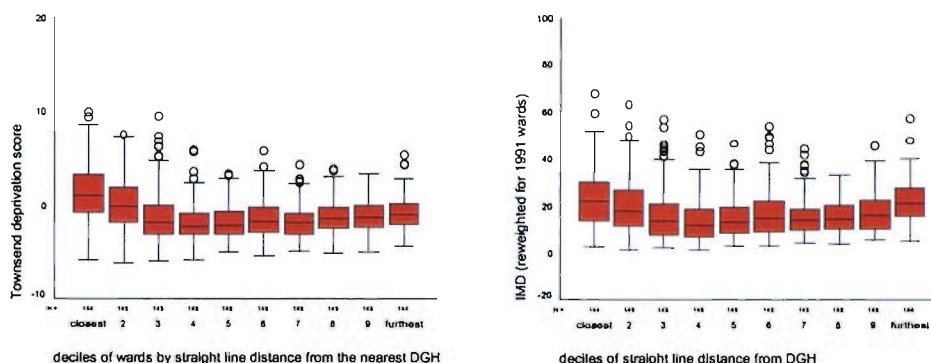 20
10
0
-10
Townsend deprivation score
closest 2 3 4 5 6 7 8 9 furthest
deciles of wards by straight line distance from the nearest DGH
100
80
60
40
20
0
-20
IMD (reweighted for 1991 wards)
closest 2 3 4 5 6 7 8 9 furthest
deciles of straight line distance from DGH